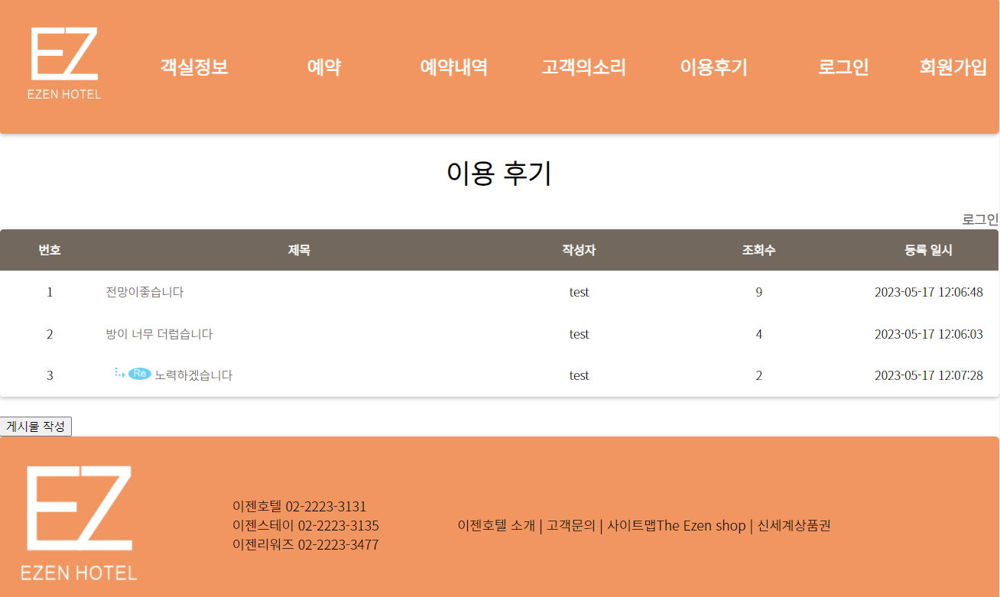 EZ
EZEN HOTEL
객실정보 예약 예약내역 고객의소리 이용후기 로그인 회원가입
이용 후기
로그인
번호 제목 작성자 조회수 등록 일시
1 전망이좋습니다 test 9 2023-05-17 12:06:48
2 방이 너무 더럽습니다 test 4 2023-05-17 12:06:03
3 Re 노력하겠습니다 test 2 2023-05-17 12:07:28
게시물 작성
EZ
EZEN HOTEL
이젠호텔 02-2223-3131
이젠스테이 02-2223-3135
이젠리워즈 02-2223-3477
이젠호텔 소개 | 고객문의 | 사이트맵The Ezen shop | 신세계상품권